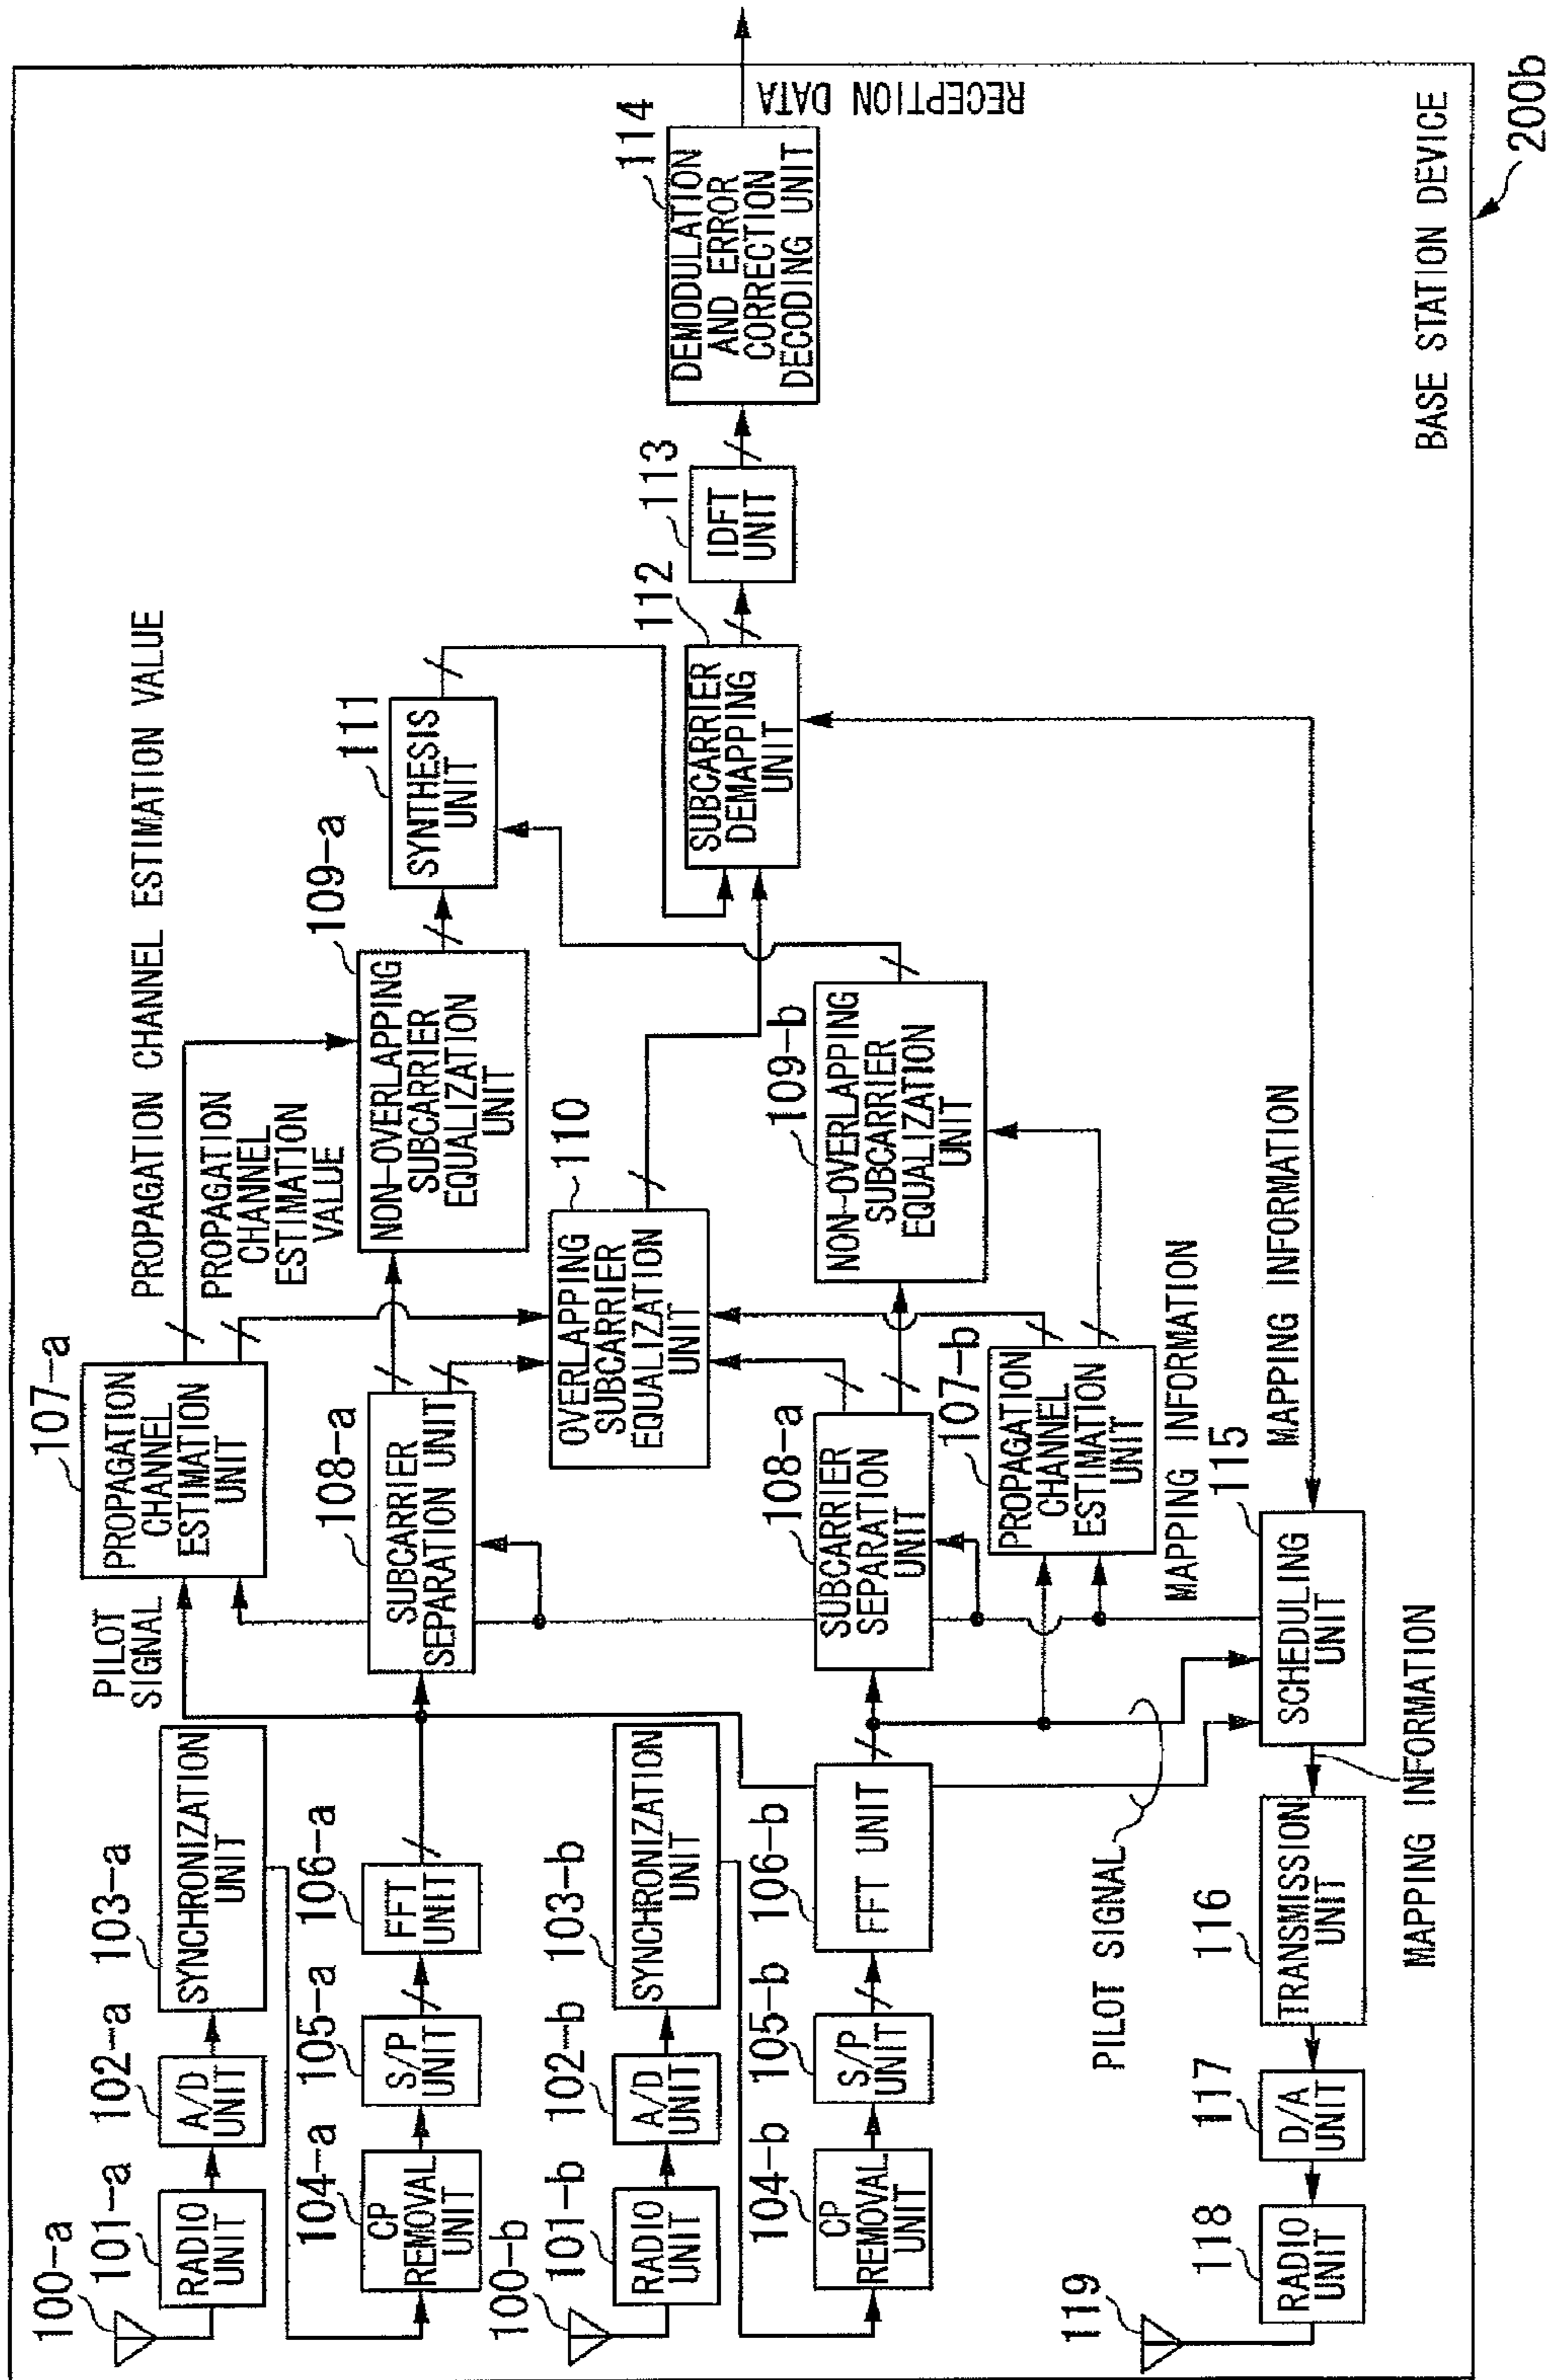 100-a
101-a
RADIO
UNIT
102-a
A/D
UNIT
103-a
SYNCHRONIZATION
UNIT
104-a
CP
REMOVAL
UNIT
105-a
S/P
UNIT
106-a
FFT
UNIT
PILOT
SIGNAL
107-a
PROPAGATION
CHANNEL
ESTIMATION
UNIT
PROPAGATION CHANNEL ESTIMATION VALUE
PROPAGATION
CHANNEL
ESTIMATION
VALUE
108-a
SUBCARRIER
SEPARATION UNIT
109-a
NON-OVERLAPPING
SUBCARRIER
EQUALIZATION
UNIT
111
SYNTHESIS
UNIT
100-b
101-b
RADIO
UNIT
102-b
A/D
UNIT
103-b
SYNCHRONIZATION
UNIT
110
OVERLAPPING
SUBCARRIER
EQUALIZATION
UNIT
112
SUBCARRIER
DEMAPPING
UNIT
113
IDFT
UNIT
114
DEMODULATION
AND ERROR
CORRECTION
DECODING UNIT
RECEPTION DATA
104-b
CP
REMOVAL
UNIT
105-b
S/P
UNIT
106-b
FFT UNIT
108-a
SUBCARRIER
SEPARATION
UNIT
109-b
NON-OVERLAPPING
SUBCARRIER
EQUALIZATION
UNIT
107-b
PROPAGATION
CHANNEL
ESTIMATION
UNIT
PILOT SIGNAL
MAPPING INFORMATION
119
118
RADIO
UNIT
117
D/A
UNIT
116
TRANSMISSION
UNIT
115
SCHEDULING
UNIT
MAPPING INFORMATION
MAPPING INFORMATION
BASE STATION DEVICE
200b